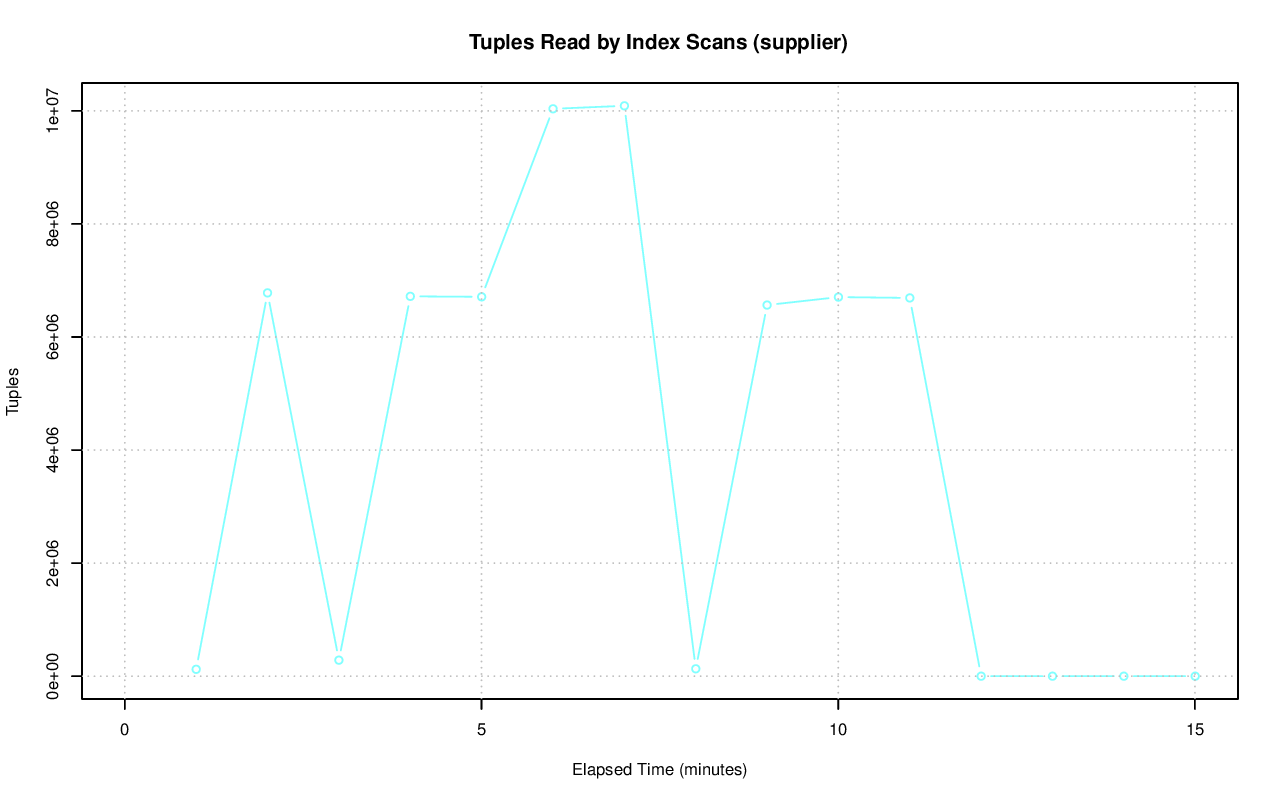 Tuples Read by Index Scans (supplier)
Tuples
1e+07
8e+06
6e+06
4e+06
2e+06
0e+00
0 5 10 15
Elapsed Time (minutes)